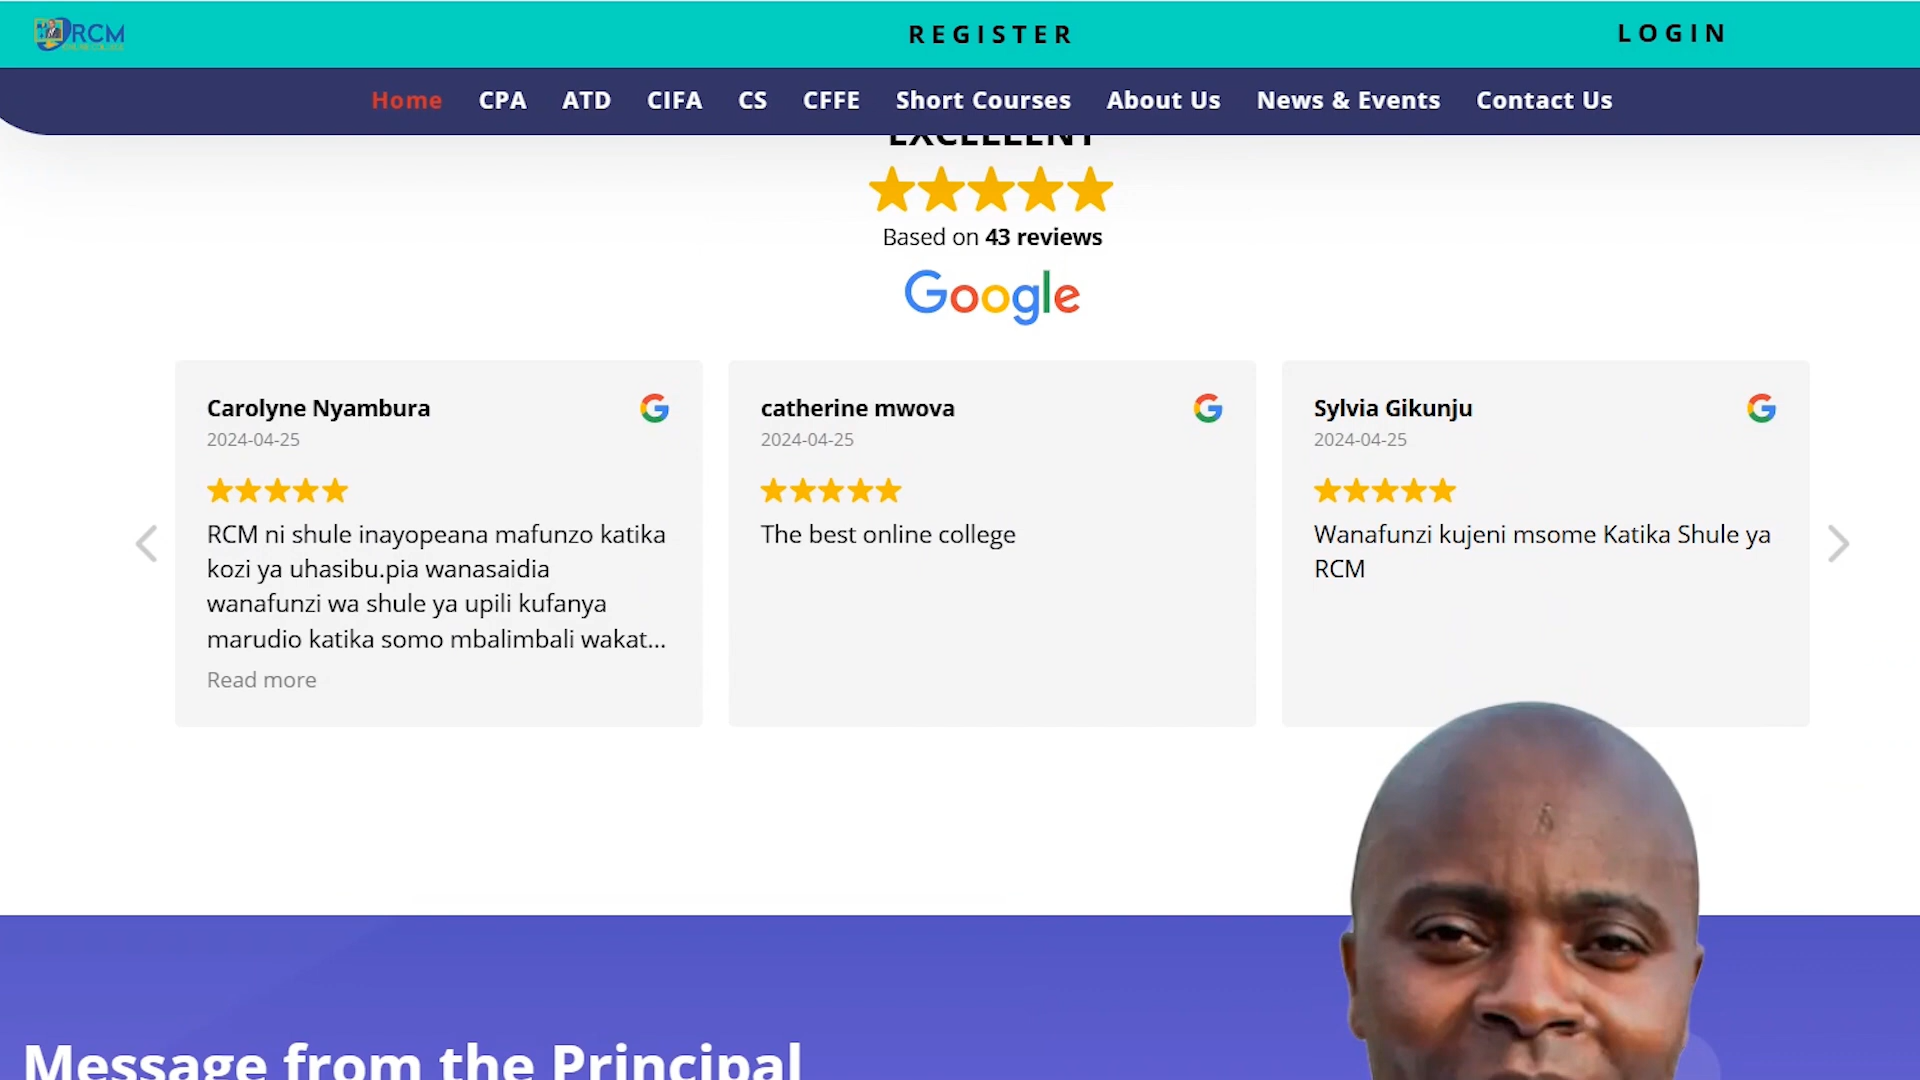 RCM
REGISTER
LOGIN
Home CPA ATD CIFA CS CFFE Short Courses About Us News & Events Contact Us
EXCELLENT
Based on 43 reviews
Google
Carolyne Nyambura
2024-04-25
RCM ni shule inayopeana mafunzo katika
kozi ya uhasibu.pia wanasaidia
wanafunzi wa shule ya upili kufanya
marudio katika somo mbalimbali wakat...
Read more
catherine mwova
2024-04-25
The best online college
Sylvia Gikunju
2024-04-25
Wanafunzi kujeni msome Katika Shule ya
RCM
Message from the Principal